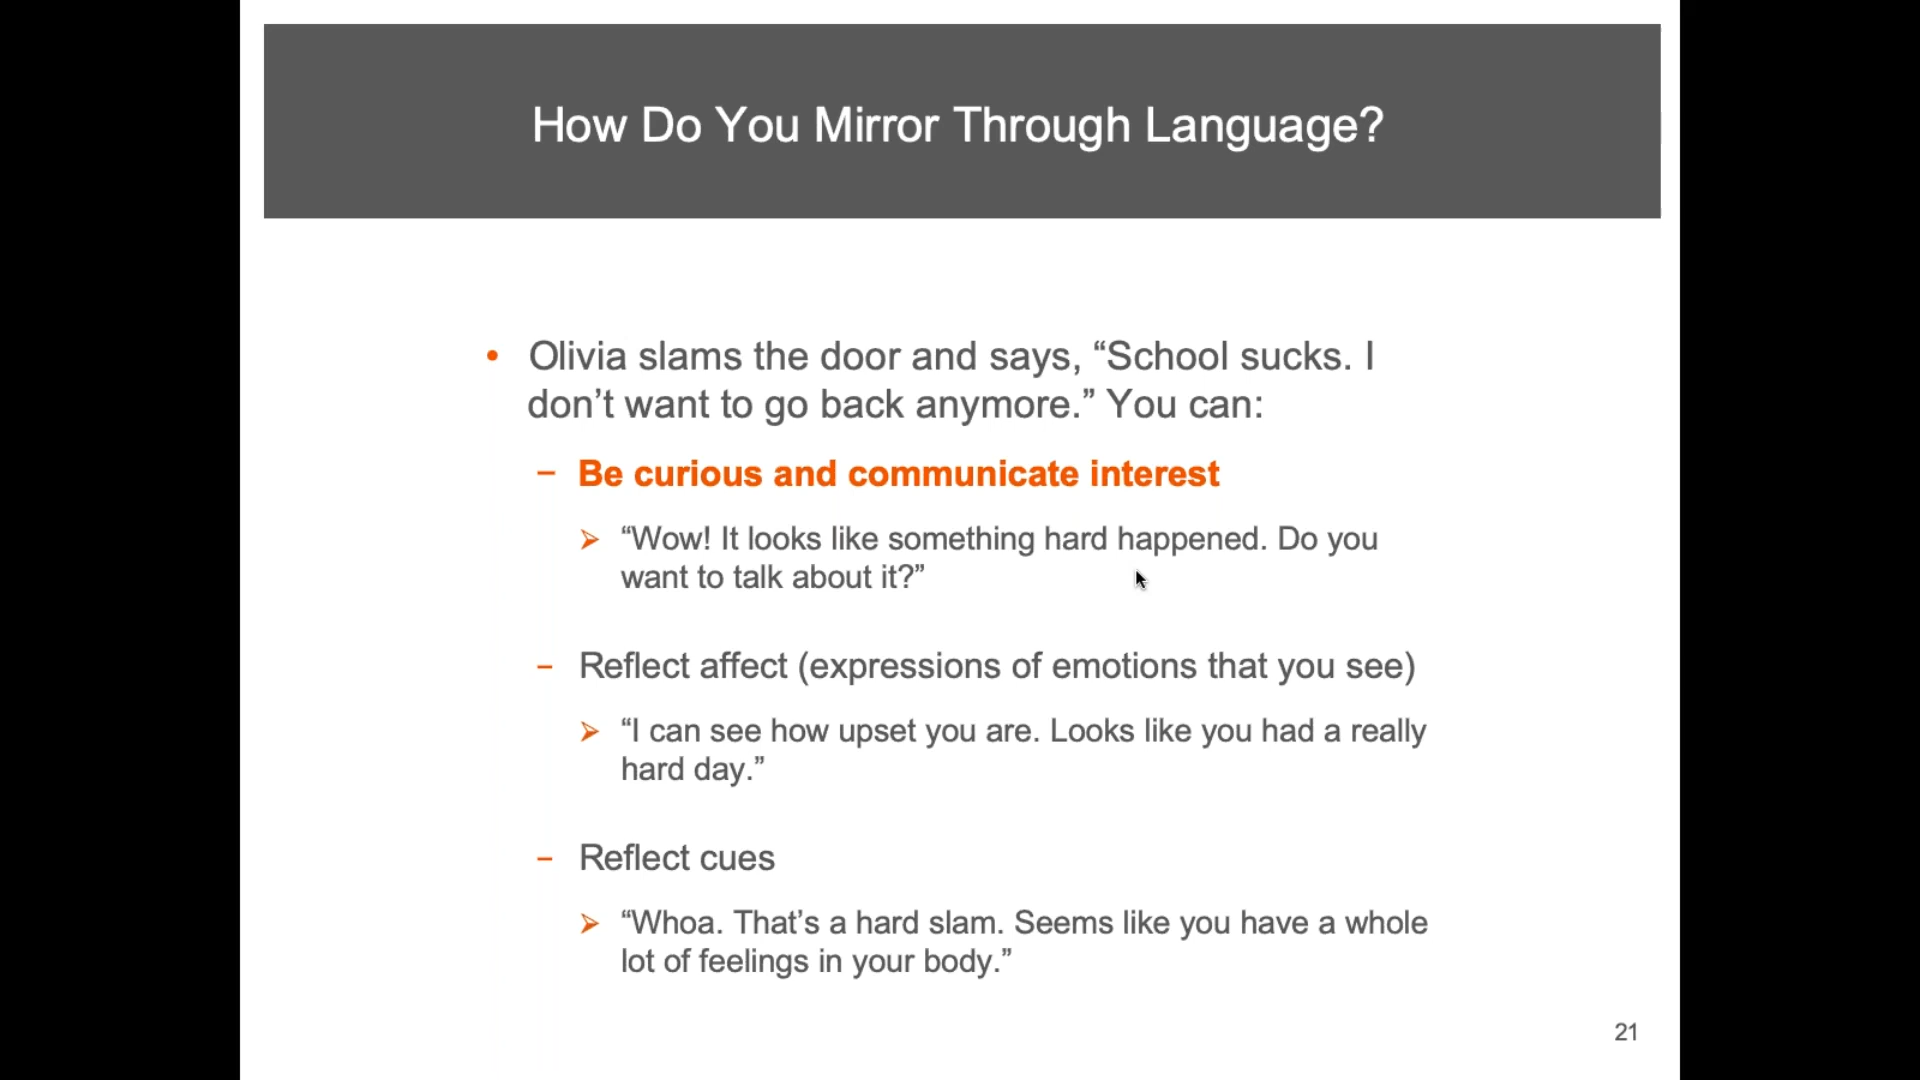 How Do You Mirror Through Language?
• Olivia slams the door and says, “School sucks. I
don’t want to go back anymore.” You can:
– Be curious and communicate interest
➢ “Wow! It looks like something hard happened. Do you
want to talk about it?”
– Reflect affect (expressions of emotions that you see)
➢ “I can see how upset you are. Looks like you had a really
hard day.”
– Reflect cues
➢ “Whoa. That’s a hard slam. Seems like you have a whole
lot of feelings in your body.”
21